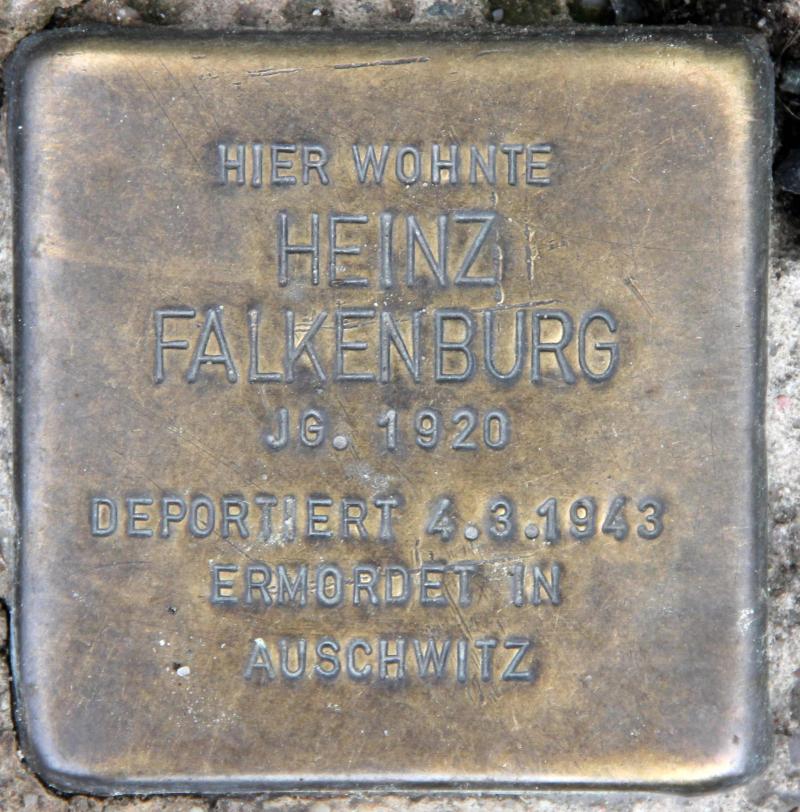 HIER WOHNTE
HEINZ
FALKENBURG
JG. 1920
DEPORTIERT 4.3.1943
ERMORDET IN
AUSCHWITZ